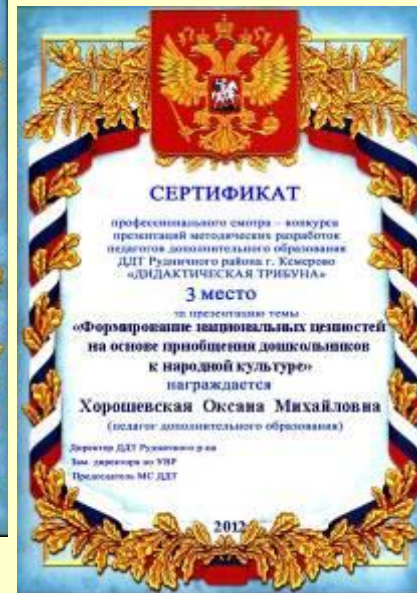 СЕРТИФИКАТ
профессионального смотра – конкурса
презентаций методических разработок
педагогов дополнительного образования
ДДТ Рудничного района г. Кемерово
«ДИДАКТИЧЕСКАЯ ТРИБУНА»
3 место
за презентацию темы
«Формирование национальных ценностей
на основе приобщения дошкольников
к народной культуре»
награждается
Хорошевская Оксана Михайловна
(педагог дополнительного образования)
Директор ДДТ Рудничного р-на
Зам. директора по УВР
Председатель МС ДДТ
2012